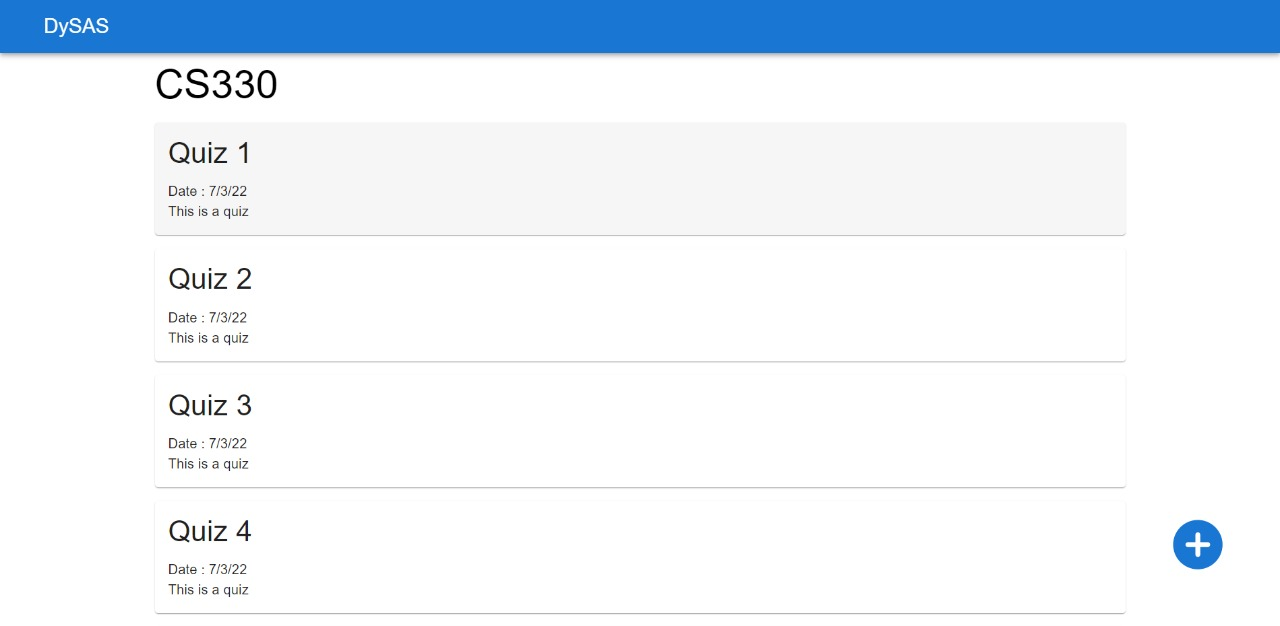 DySAS
CS330
Quiz 1
Date : 7/3/22
This is a quiz
Quiz 2
Date : 7/3/22
This is a quiz
Quiz 3
Date : 7/3/22
This is a quiz
Quiz 4
Date : 7/3/22
This is a quiz